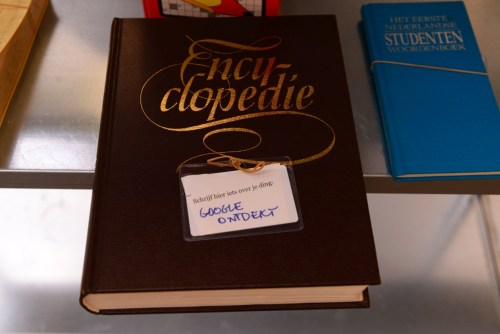 Ency-
clopedie
Schrijf hier iets over je ding:
GOOGLE
ONTDEKT
HET EERSTE
NEDERLANDSE
STUDENTEN
WOORDENBOEK